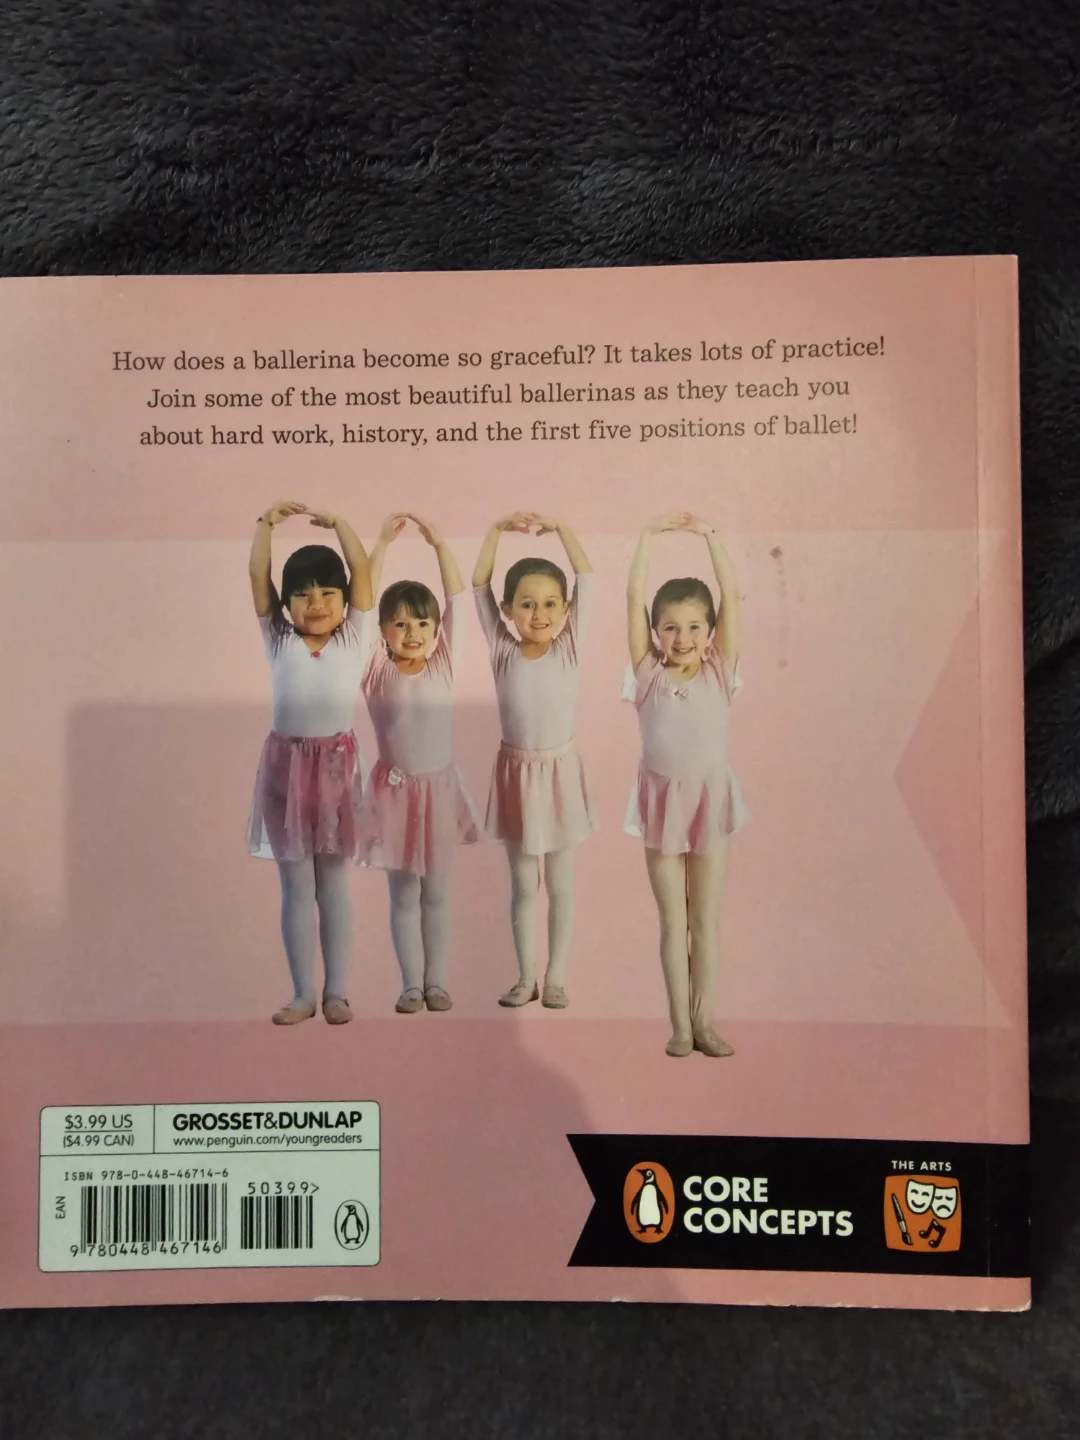 How does a ballerina become so graceful? It takes lots of practice!
Join some of the most beautiful ballerinas as they teach you
about hard work, history, and the first five positions of ballet!
$3.99 US
($4.99 CAN)
GROSSET&DUNLAP
www.penguin.com/youngreaders
ISBN 978-0-448-46714-6
50399>
EAN
9 780448 467146
CORE
CONCEPTS
THE ARTS